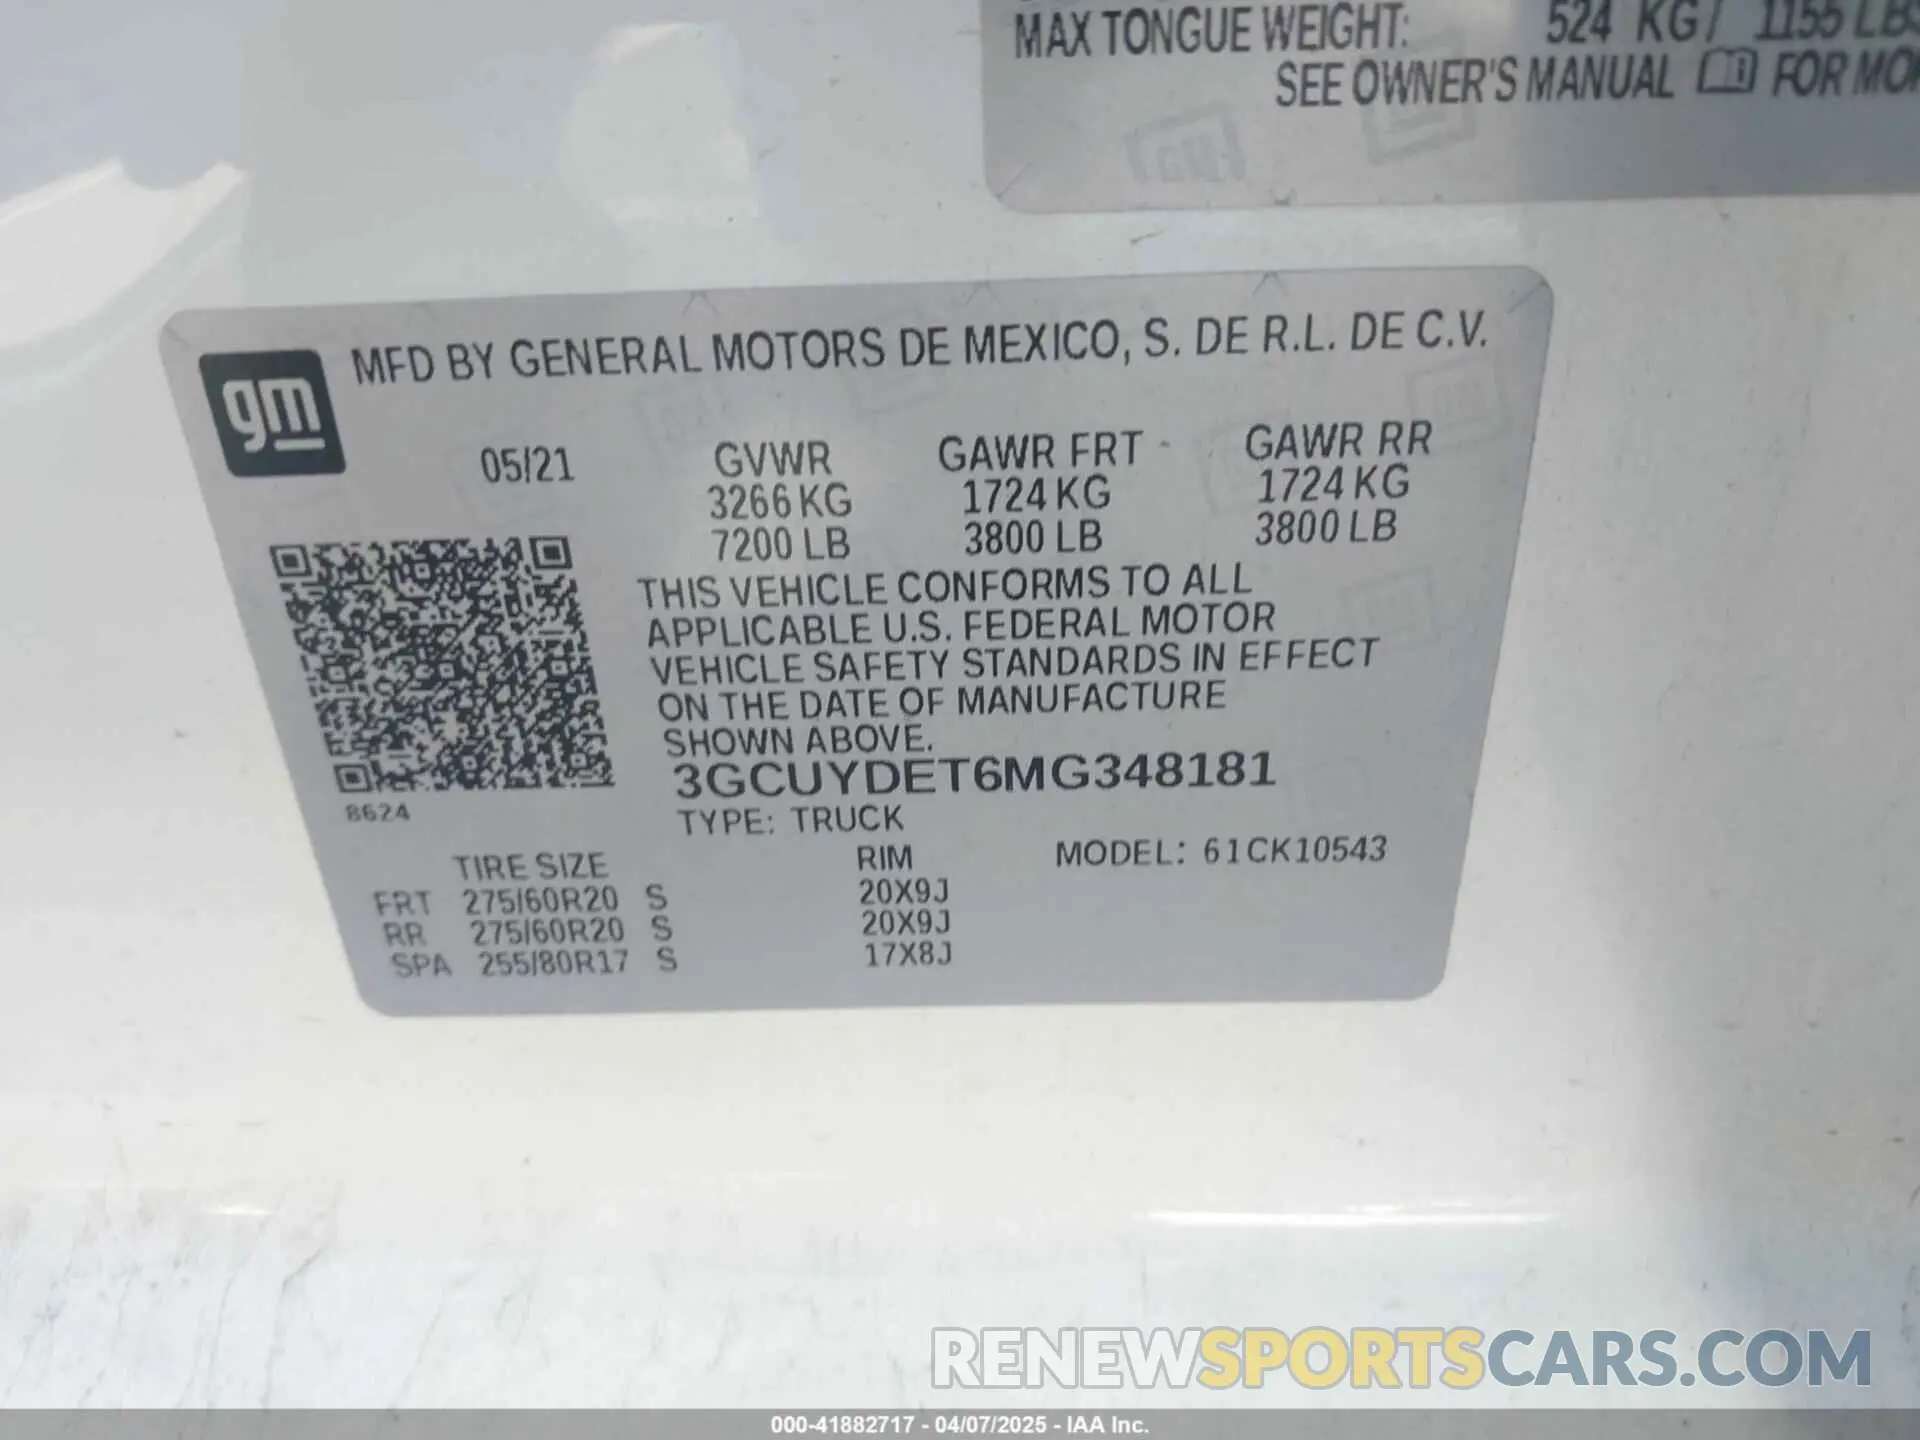 MAX TONGUE WEIGHT: 524 KG / 1155 LBS
SEE OWNER'S MANUAL FOR
gm
MFD BY GENERAL MOTORS DE MEXICO, S. DE R.L. DE C.V.
05/21 GVWR GAWR FRT GAWR RR
3266 KG 1724 KG 1724 KG
7200 LB 3800 LB 3800 LB
THIS VEHICLE CONFORMS TO ALL
APPLICABLE U.S. FEDERAL MOTOR
VEHICLE SAFETY STANDARDS IN EFFECT
ON THE DATE OF MANUFACTURE
SHOWN ABOVE.
3GCUYDET6MG348181
8624
TYPE: TRUCK
TIRE SIZE RIM MODEL: 61CK10543
FRT 275/60R20 S 20X9J
RR 275/60R20 S 20X9J
SPA 255/80R17 S 17X8J
RENEWSPORTSCARS.COM
000-41882717 - 04/07/2025 - IAA Inc.